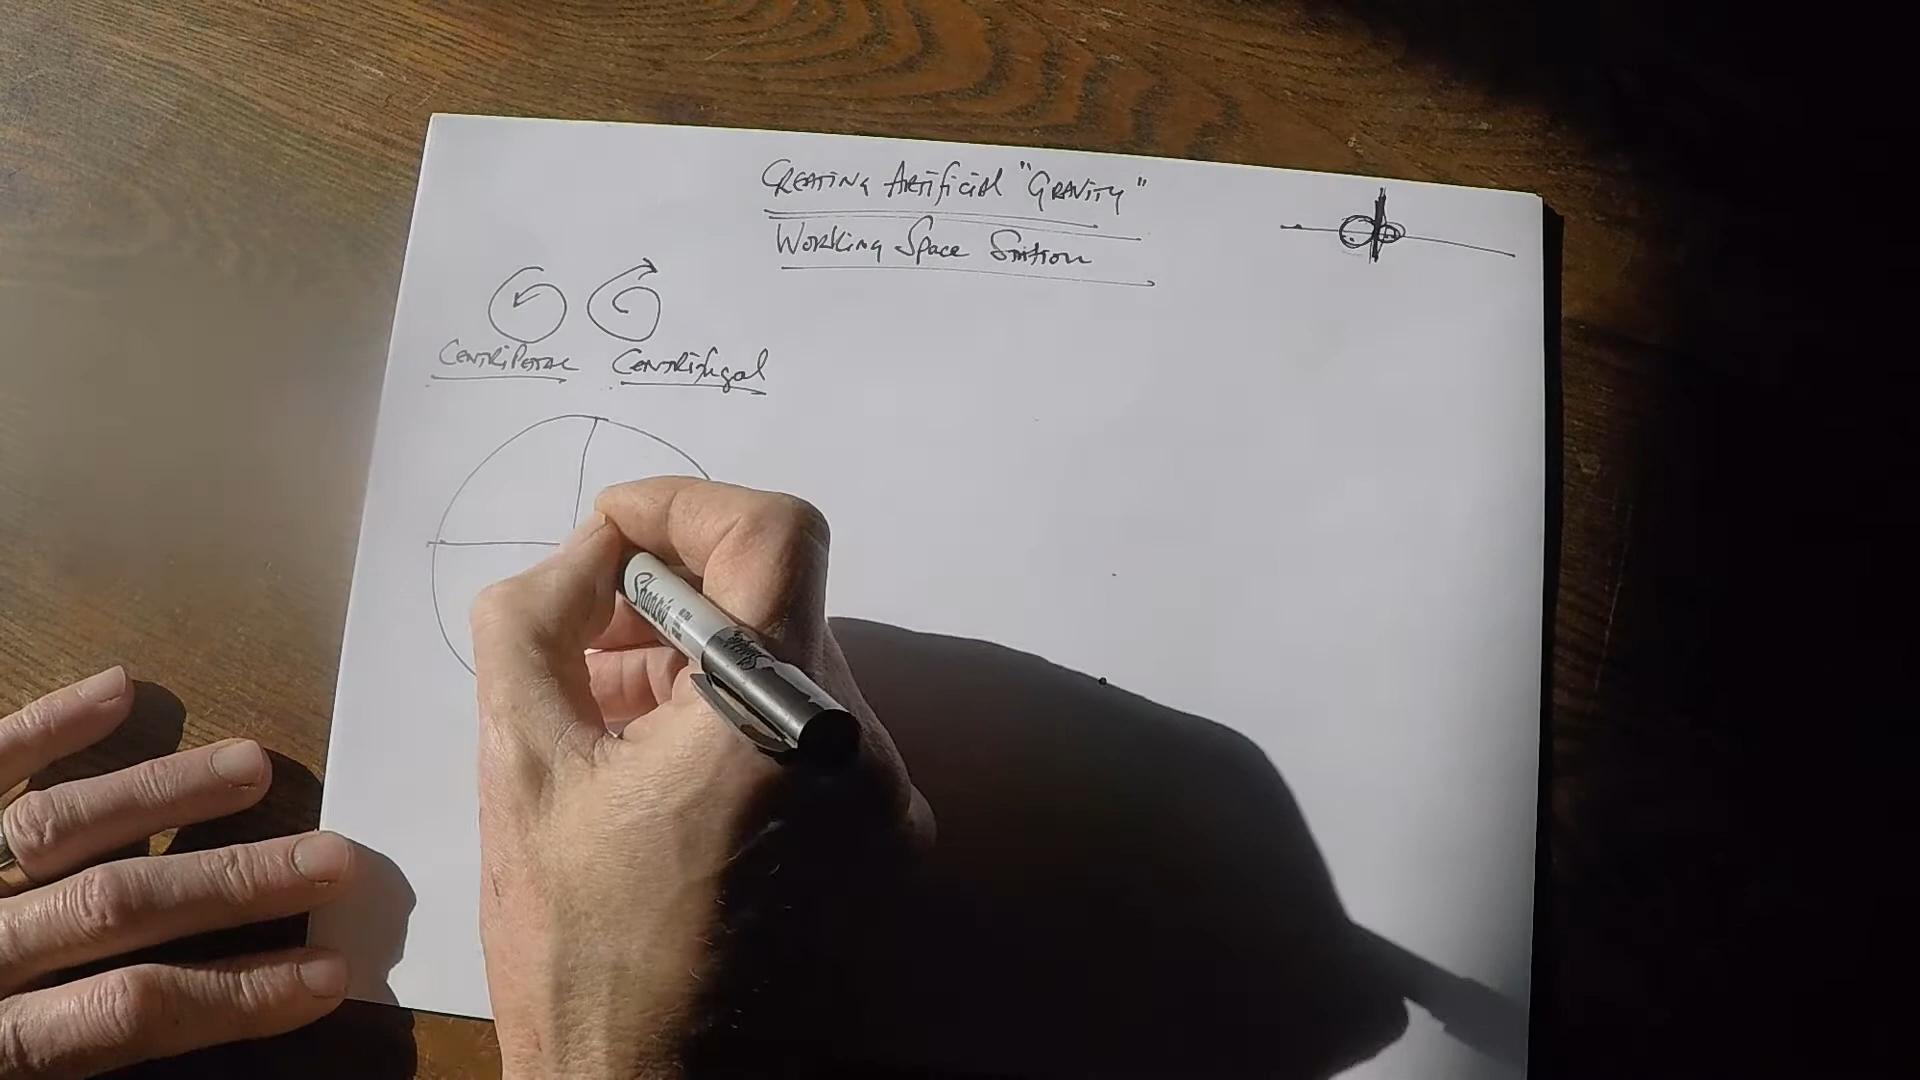 Creating Artificial "Gravity"
Working Space Station
Centripetal Centrifugal
Sharpie